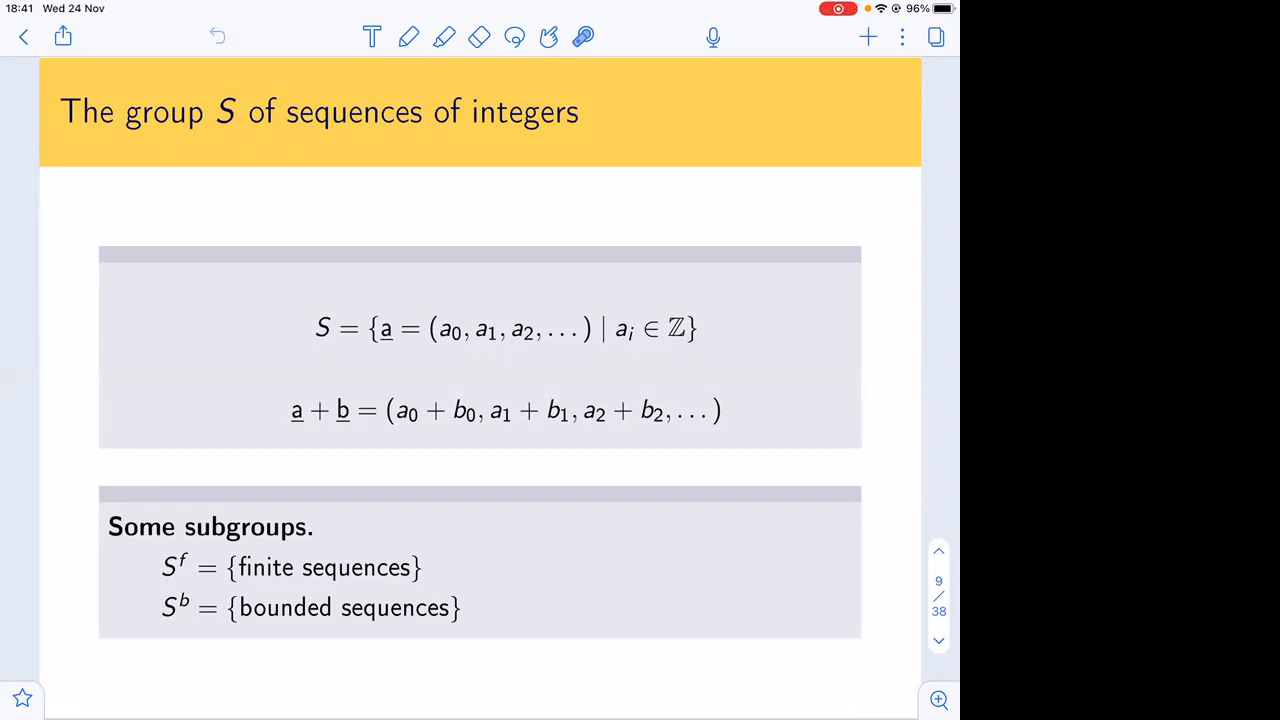 18:41 Wed 24 Nov 96%
The group S of sequences of integers
S = {a̲ = (a₀, a₁, a₂, . . . ) | aᵢ ∈ ℤ}
a̲ + b̲ = (a₀ + b₀, a₁ + b₁, a₂ + b₂, . . . )
Some subgroups.
Sᶠ = {finite sequences}
Sᵇ = {bounded sequences}
9
/
38